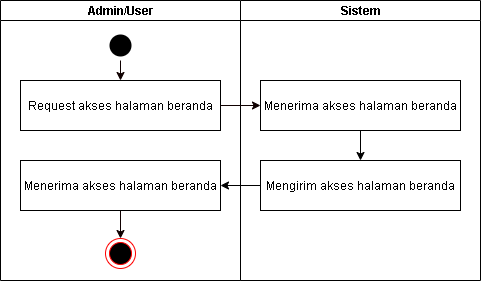 Admin/User
Sistem
Request akses halaman beranda
Menerima akses halaman beranda
Menerima akses halaman beranda
Mengirim akses halaman beranda